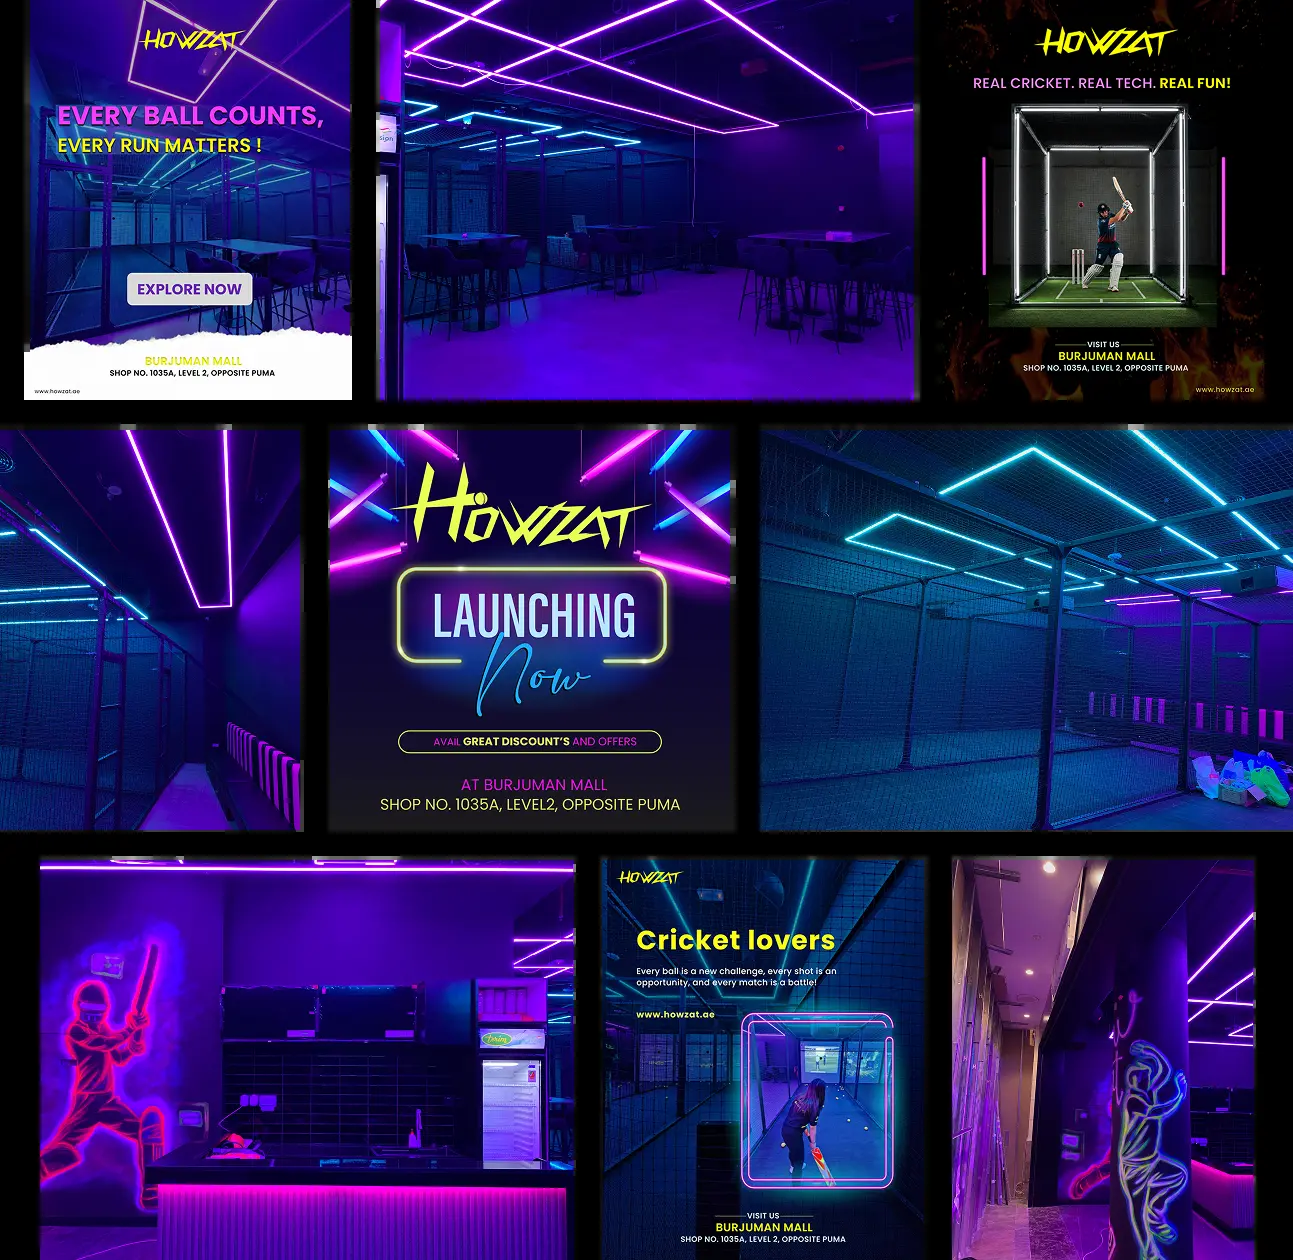 HOWZAT
EVERY BALL COUNTS,
EVERY RUN MATTERS !
EXPLORE NOW
BURJUMAN MALL
SHOP NO. 1035A, LEVEL 2, OPPOSITE PUMA
www.howzat.ae
HOWZAT
REAL CRICKET. REAL TECH. REAL FUN!
VISIT US
BURJUMAN MALL
SHOP NO. 1035A, LEVEL 2, OPPOSITE PUMA
www.howzat.ae
HOWZAT
LAUNCHING
Now
AVAIL GREAT DISCOUNT'S AND OFFERS
AT BURJUMAN MALL
SHOP NO. 1035A, LEVEL2, OPPOSITE PUMA
HOWZAT
Cricket lovers
Every ball is a new challenge, every shot is an
opportunity, and every match is a battle!
www.howzat.ae
VISIT US
BURJUMAN MALL
SHOP NO. 1035A, LEVEL 2, OPPOSITE PUMA